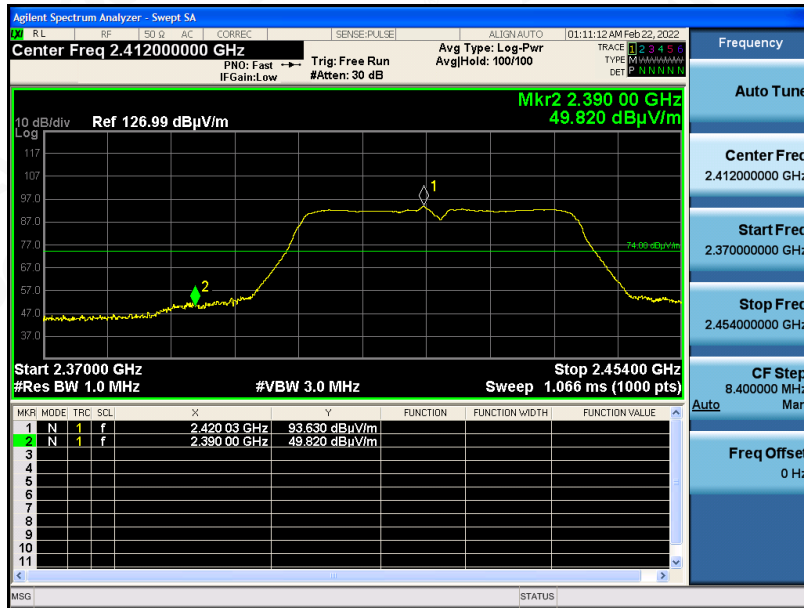 Agilent Spectrum Analyzer - Swept SA
LXI RL RF 50 Ω AC CORREC SENSE:PULSE ALIGN AUTO 01:11:12 AM Feb 22, 2022
Center Freq 2.412000000 GHz
PNO: Fast
IFGain:Low
Trig: Free Run
#Atten: 30 dB
Avg Type: Log-Pwr
Avg|Hold: 100/100
TRACE 1 2 3 4 5 6
TYPE M WWWWW
DET P N N N N N
Mkr2 2.390 00 GHz
49.820 dBµV/m
10 dB/div Ref 126.99 dBµV/m
Log
117
107
97.0
87.0
77.0
67.0
57.0
47.0
37.0
1
74.00 dBµV/m
2
Start 2.37000 GHz Stop 2.45400 GHz
#Res BW 1.0 MHz #VBW 3.0 MHz Sweep 1.066 ms (1000 pts)
MKR MODE TRC SCL X Y FUNCTION FUNCTION WIDTH FUNCTION VALUE
1 N 1 f 2.420 03 GHz 93.630 dBµV/m
2 N 1 f 2.390 00 GHz 49.820 dBµV/m
3
4
5
6
7
8
9
10
11
MSG STATUS
Frequency
Auto Tune
Center Freq
2.412000000 GHz
Start Freq
2.370000000 GHz
Stop Freq
2.454000000 GHz
CF Step
8.400000 MHz
Auto Man
Freq Offset
0 Hz